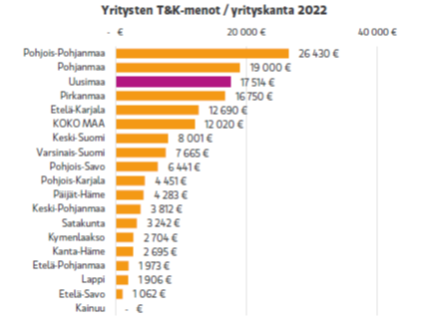 Yritysten T&K-menot / yrityskanta 2022
- € 20 000 € 40 000 €
Pohjois-Pohjanmaa 26 430 €
Pohjanmaa 19 000 €
Uusimaa 17 514 €
Pirkanmaa 16 750 €
Etelä-Karjala 12 690 €
KOKO MAA 12 020 €
Keski-Suomi 8 001 €
Varsinais-Suomi 7 665 €
Pohjois-Savo 6 441 €
Pohjois-Karjala 4 451 €
Päijät-Häme 4 283 €
Keski-Pohjanmaa 3 812 €
Satakunta 3 242 €
Kymenlaakso 2 704 €
Kanta-Häme 2 695 €
Etelä-Pohjanmaa 1 973 €
Lappi 1 906 €
Etelä-Savo 1 062 €
Kainuu - €